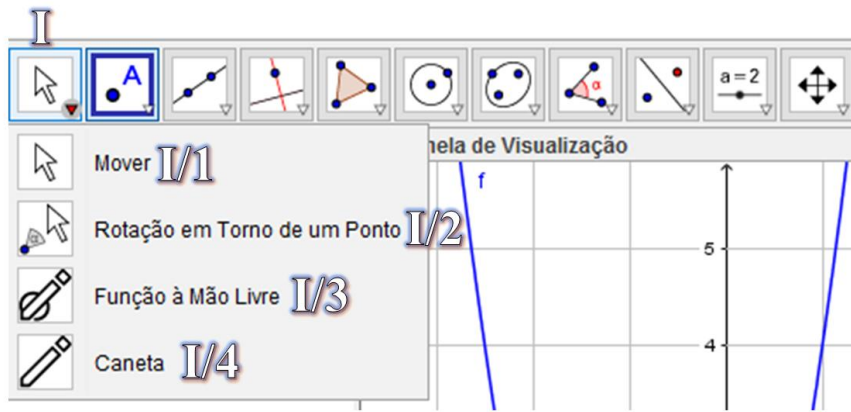 I
A
α
a = 2
nela de Visualização
Mover I/1
Rotação em Torno de um Ponto I/2
Função à Mão Livre I/3
Caneta I/4
f
5
4